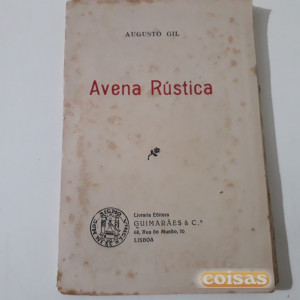 AUGUSTO GIL
Avena Rústica
Livraria Editora
GUIMARÃES & C.ª
68, Rua do Mundo, 70
LISBOA
coisas